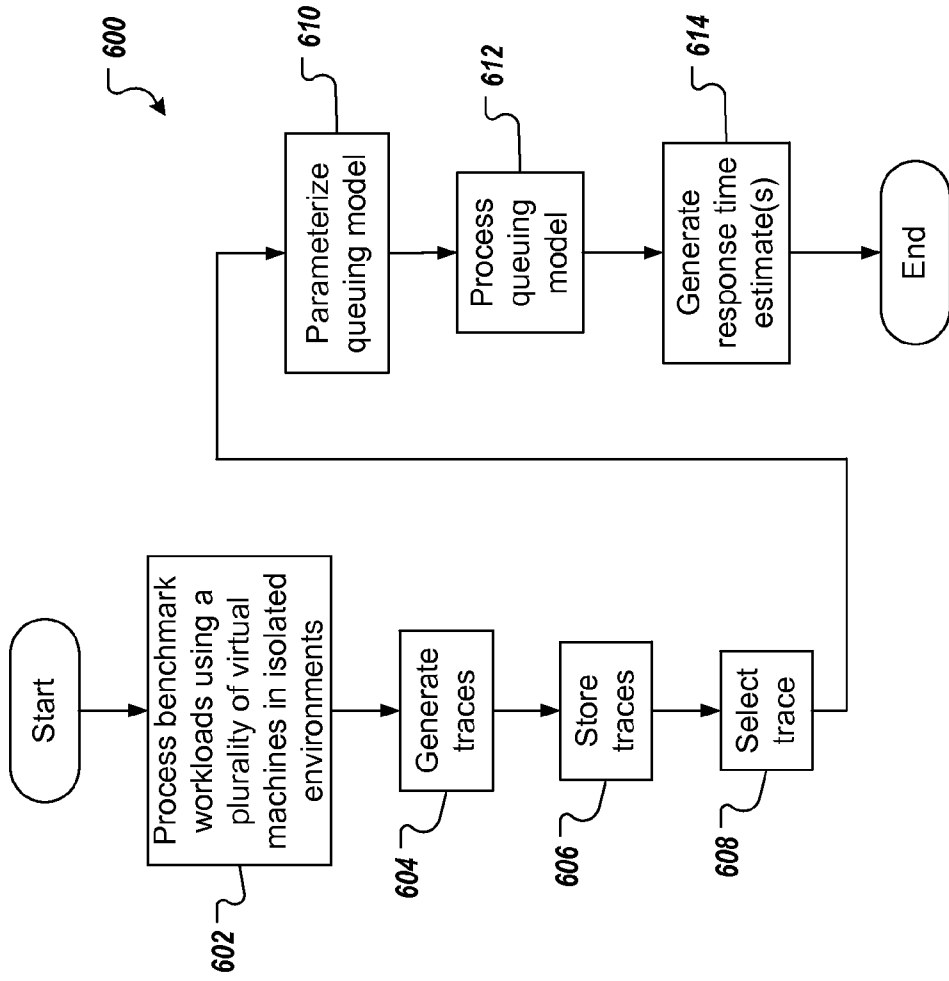 600
Start
Process benchmark
workloads using a
plurality of virtual
machines in isolated
environments
602
Generate
traces
604
Store
traces
606
Select
trace
608
Parameterize
queuing model
610
Process
queuing
model
612
Generate
response time
estimate(s)
614
End